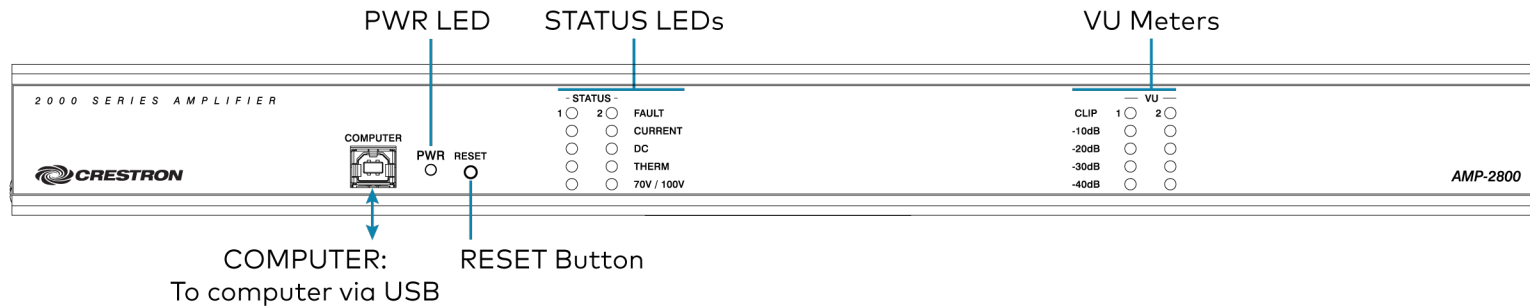 PWR LED
STATUS LEDs
VU Meters
2000 SERIES AMPLIFIER
CRESTRON
COMPUTER
PWR
RESET
- STATUS -
1 2 FAULT
CURRENT
DC
THERM
70V / 100V
VU
CLIP 1 2
-10dB
-20dB
-30dB
-40dB
AMP-2800
COMPUTER:
To computer via USB
RESET Button